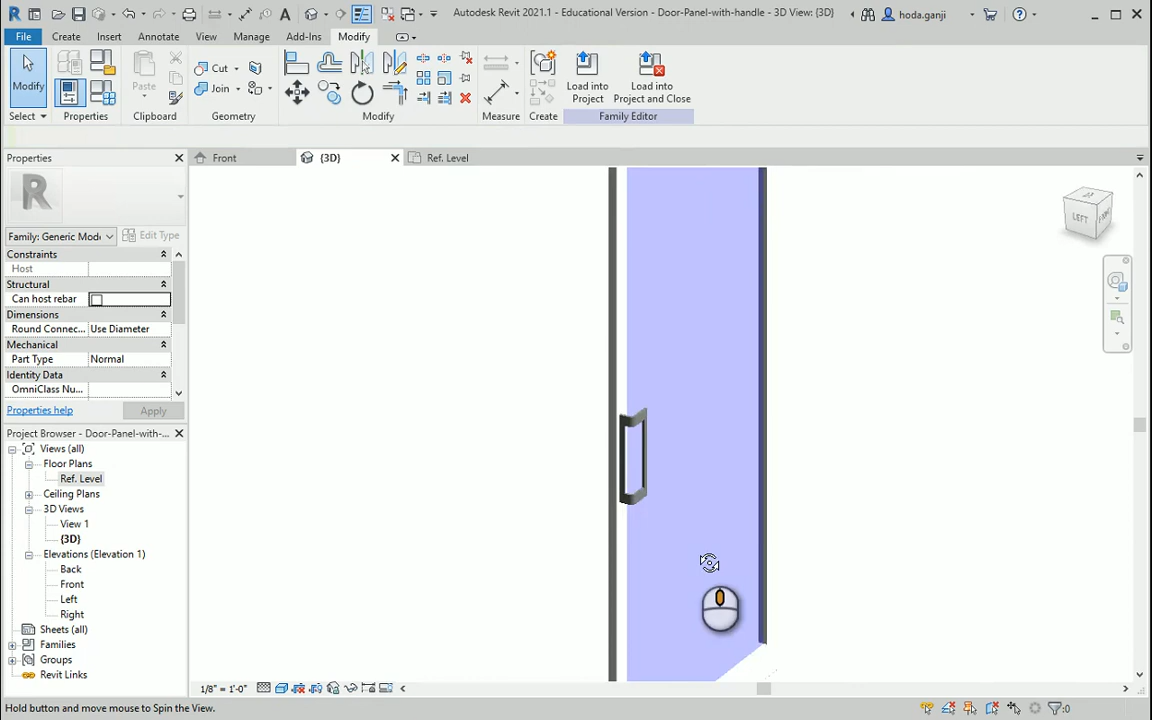 Autodesk Revit 2021.1 - Educational Version - Door-Panel-with-handle - 3D View: {3D}
hoda.ganji
File Create Insert Annotate View Manage Add-Ins Modify
Modify
Paste
Cut
Join
Load into Project
Load into Project and Close
Select Properties Clipboard Geometry Modify Measure Create Family Editor
Properties
Front
{3D}
Ref. Level
LEFT
Family: Generic Mode
Edit Type
Constraints
Host
Structural
Can host rebar
Dimensions
Round Connec... Use Diameter
Mechanical
Part Type Normal
Identity Data
OmniClass Nu...
Properties help
Apply
Project Browser - Door-Panel-with-...
Views (all)
Floor Plans
Ref. Level
Ceiling Plans
3D Views
View 1
{3D}
Elevations (Elevation 1)
Back
Front
Left
Right
Sheets (all)
Families
Groups
Revit Links
1/8" = 1'-0"
Hold button and move mouse to Spin the View.
:0